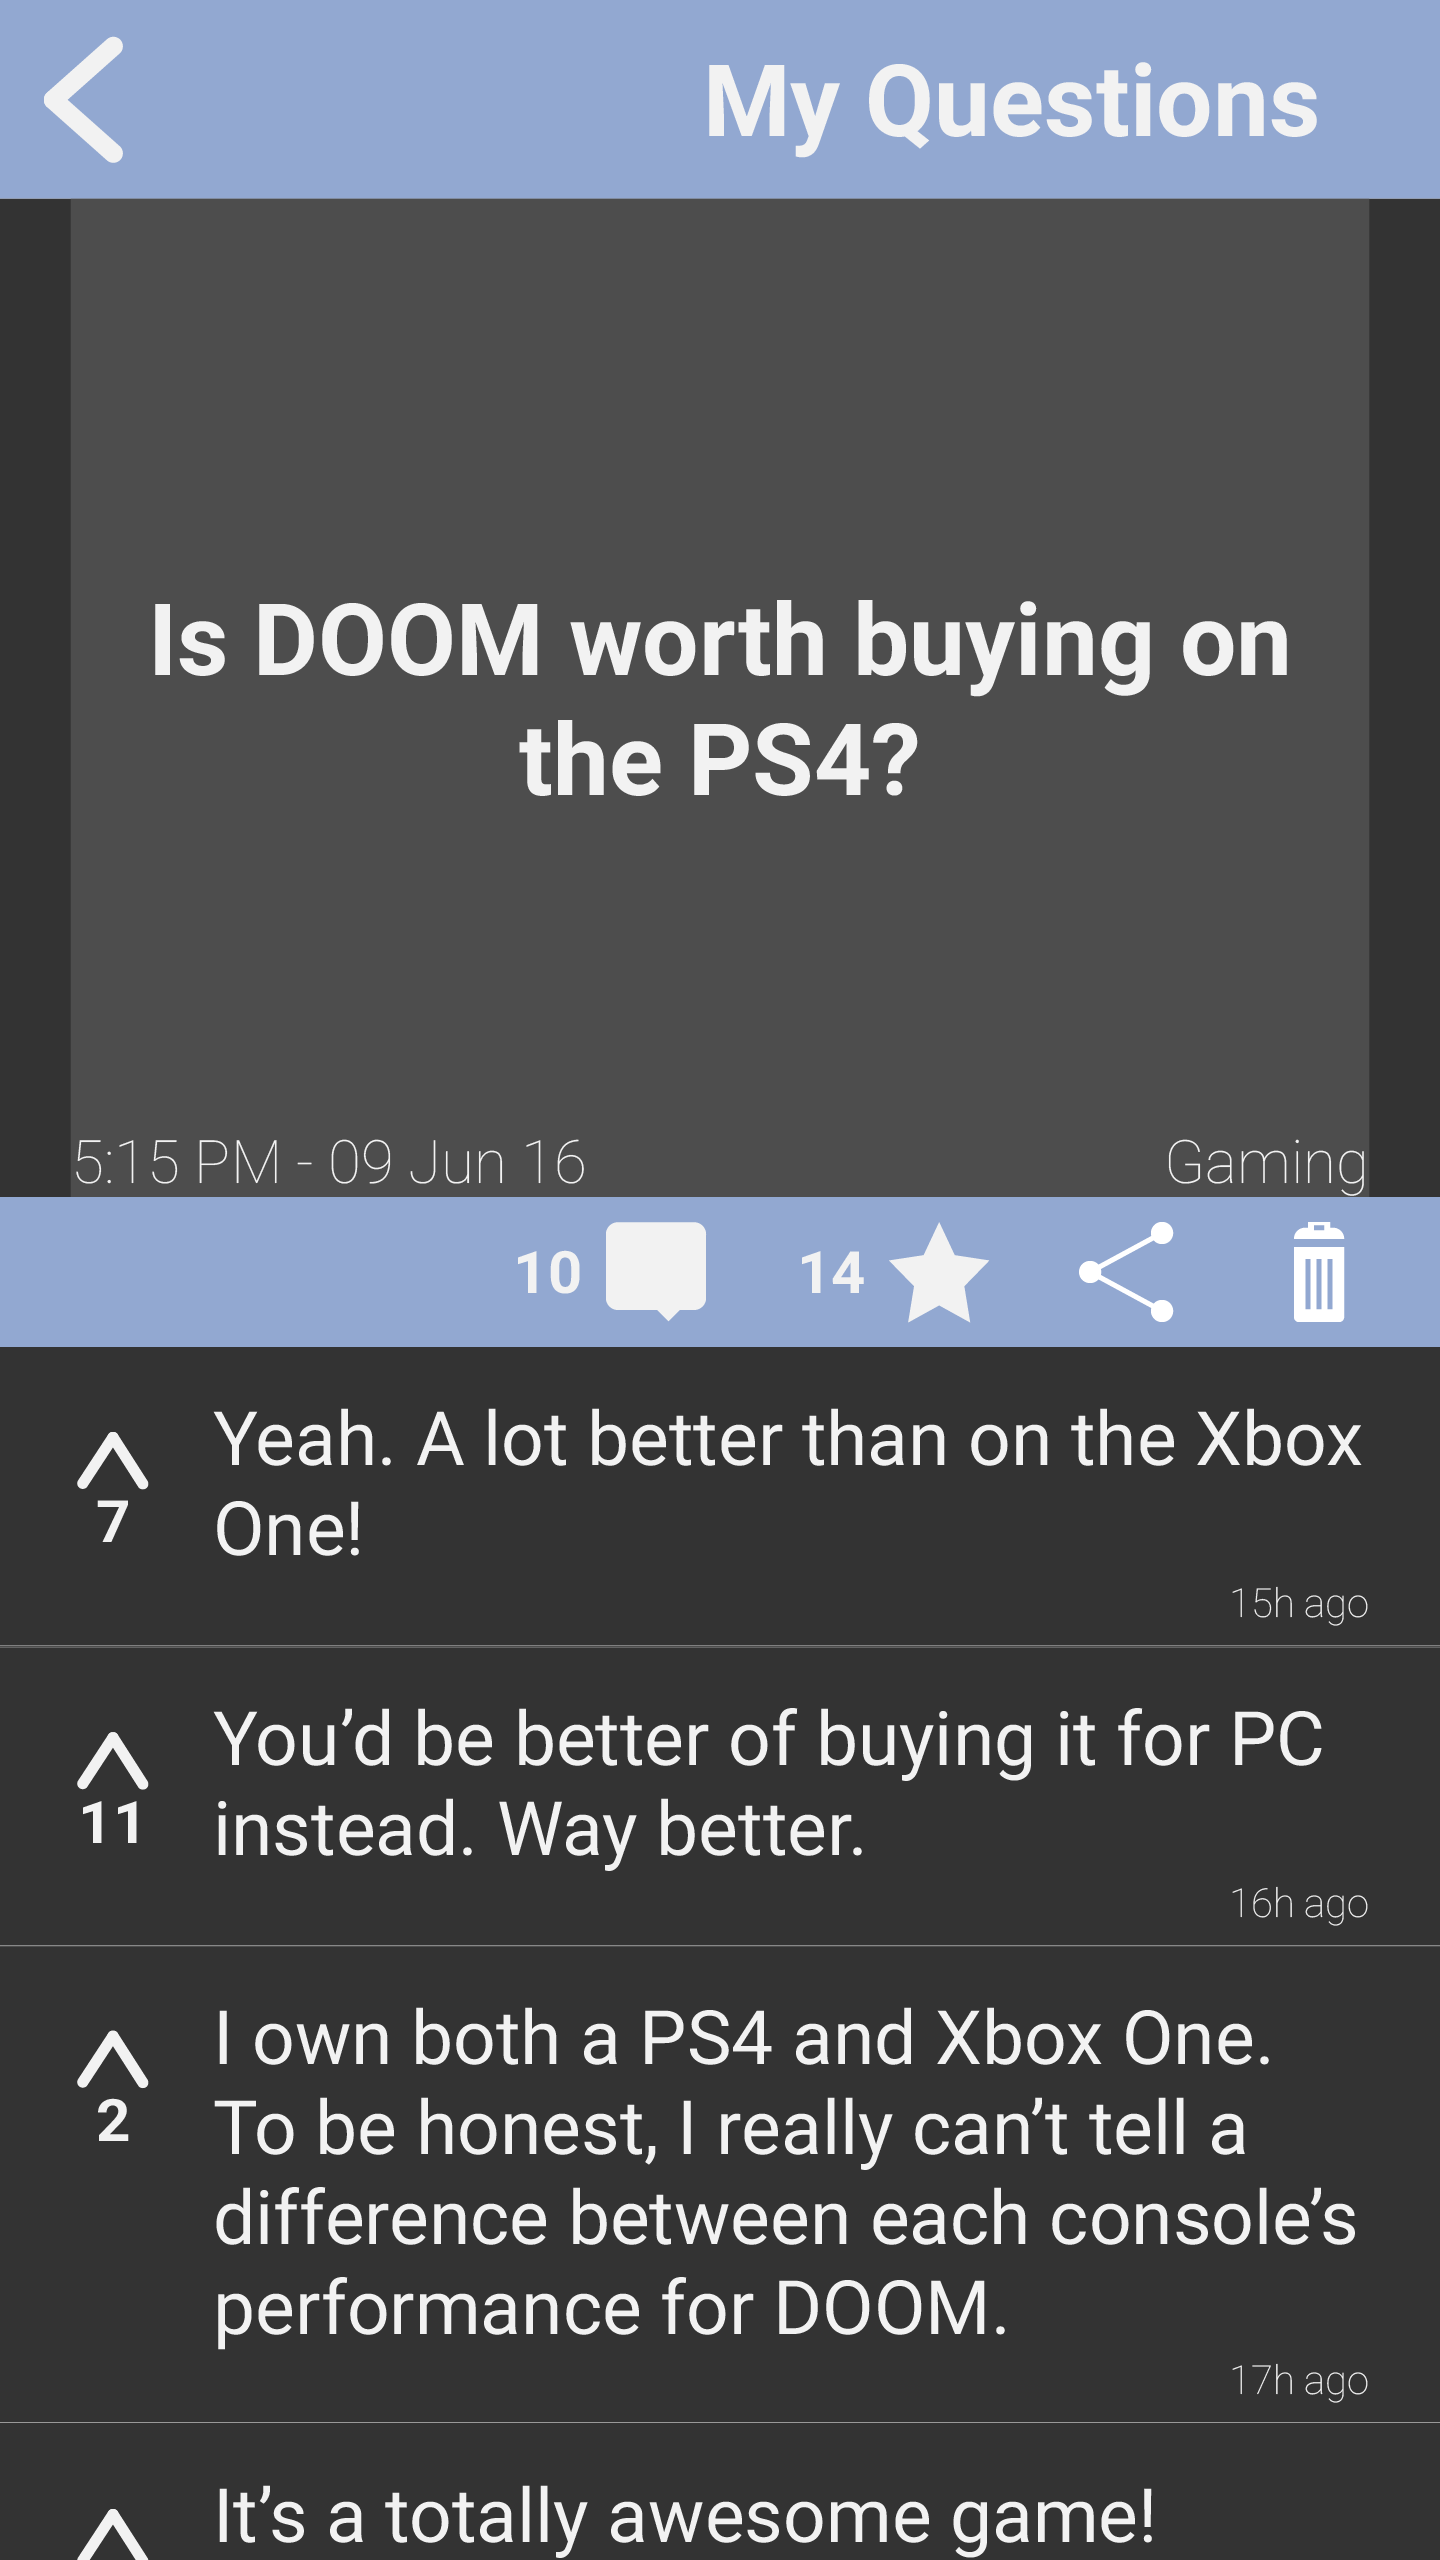 My Questions
Is DOOM worth buying on
the PS4?
5:15 PM - 09 Jun 16
Gaming
10
14
Yeah. A lot better than on the Xbox
One!
7
15h ago
You’d be better of buying it for PC
instead. Way better.
11
16h ago
I own both a PS4 and Xbox One.
To be honest, I really can’t tell a
difference between each console’s
performance for DOOM.
2
17h ago
It’s a totally awesome game!